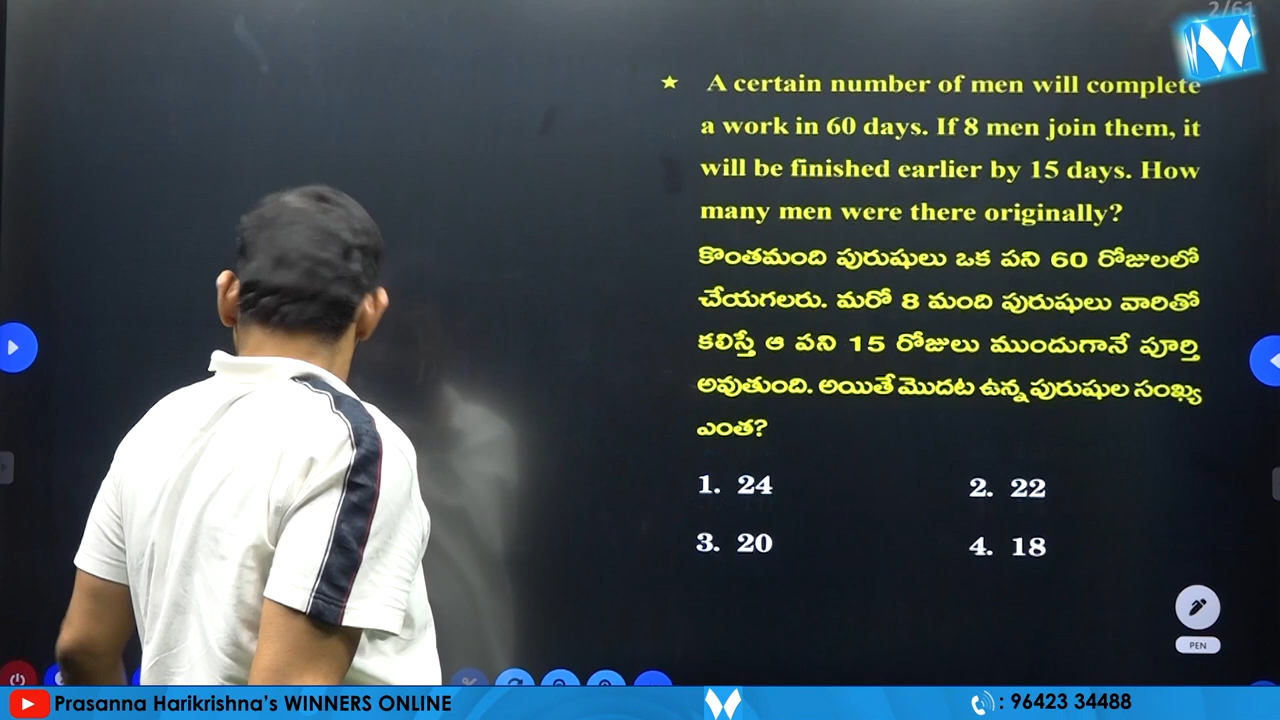 2/61
★ A certain number of men will complete
a work in 60 days. If 8 men join them, it
will be finished earlier by 15 days. How
many men were there originally?
కొంతమంది పురుషులు ఒక పని 60 రోజులలో
చేయగలరు. మరో 8 మంది పురుషులు వారితో
కలిస్తే ఆ పని 15 రోజులు ముందుగానే పూర్తి
అవుతుంది. అయితే మొదట ఉన్న పురుషుల సంఖ్య
ఎంత?
1. 24 2. 22
3. 20 4. 18
PEN
Prasanna Harikrishna's WINNERS ONLINE : 96423 34488